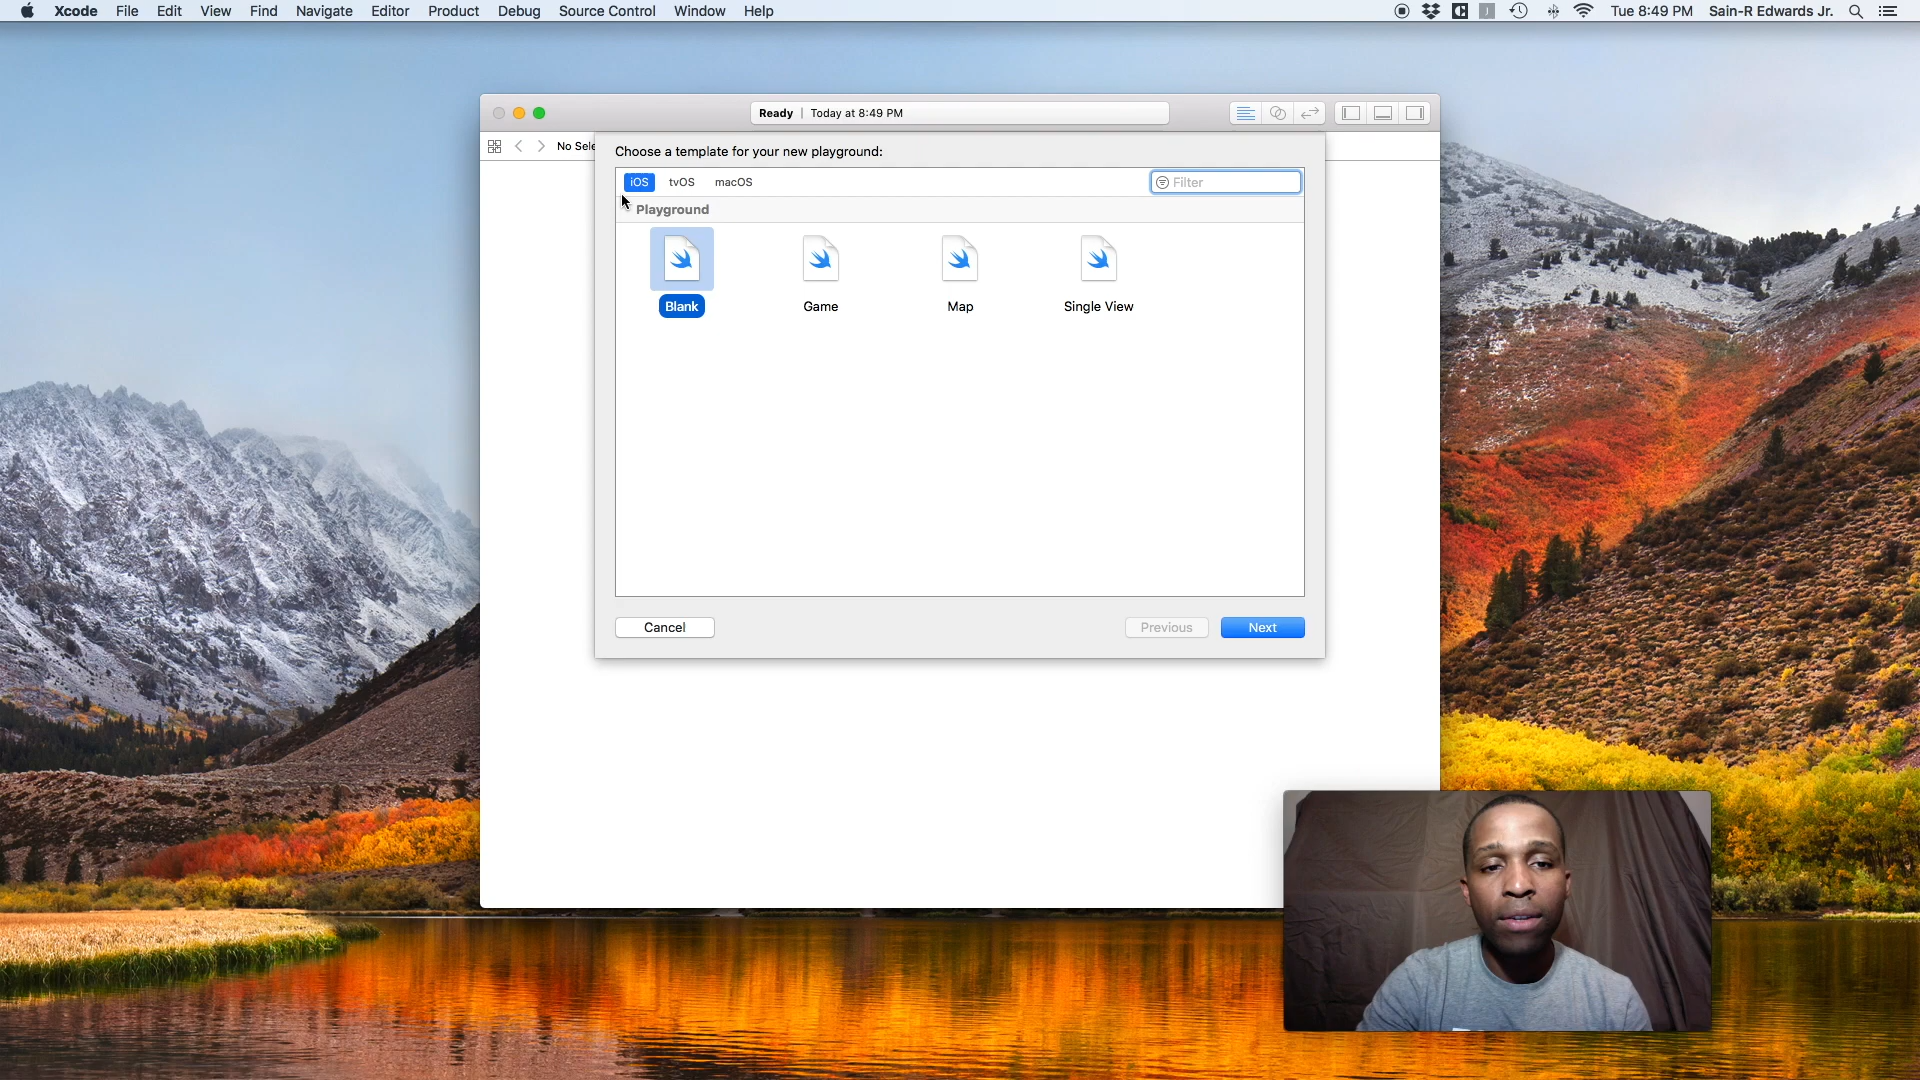 Xcode File Edit View Find Navigate Editor Product Debug Source Control Window Help Tue 8:49 PM Sain-R Edwards Jr.
Ready | Today at 8:49 PM
No Sele
Choose a template for your new playground:
iOS tvOS macOS Filter
Playground
Blank Game Map Single View
Cancel Previous Next